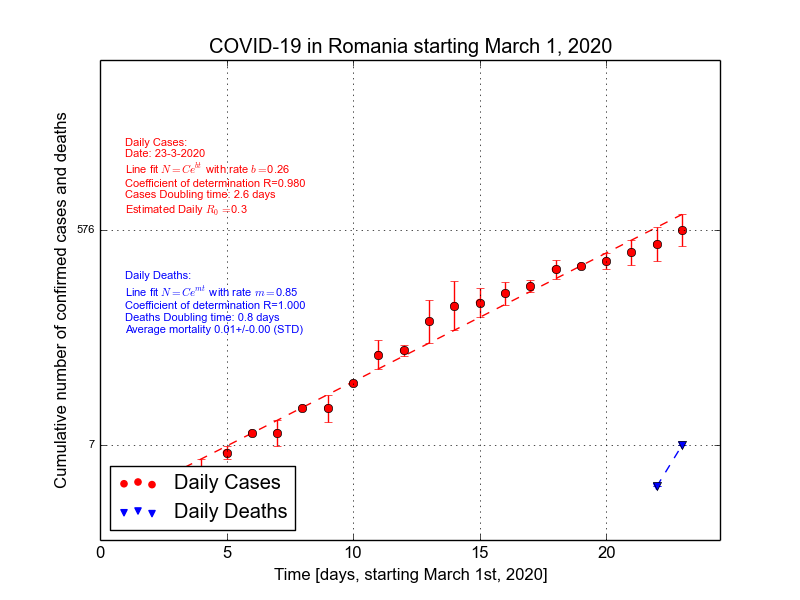 COVID-19 in Romania starting March 1, 2020
Cumulative number of confirmed cases and deaths
Daily Cases:
Date: 23-3-2020
Line fit N = Ce^{bt} with rate b =0.26
Coefficient of determination R=0.980
Cases Doubling time: 2.6 days
Estimated Daily R_0 =0.3
576
Daily Deaths:
Line fit N = Ce^{mt} with rate m =0.85
Coefficient of determination R=1.000
Deaths Doubling time: 0.8 days
Average mortality 0.01+/-0.00 (STD)
7
Daily Cases
Daily Deaths
0 5 10 15 20
Time [days, starting March 1st, 2020]